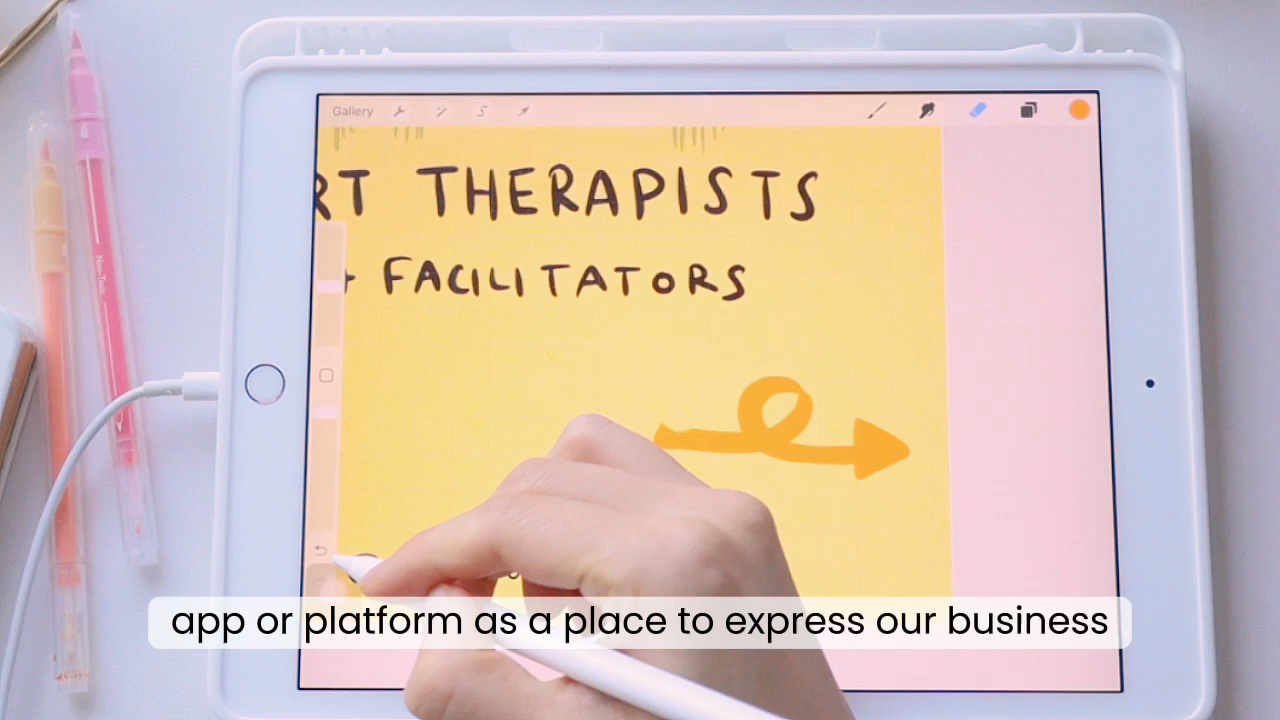 Gallery
RT THERAPISTS
+ FACILITATORS
app or platform as a place to express our business